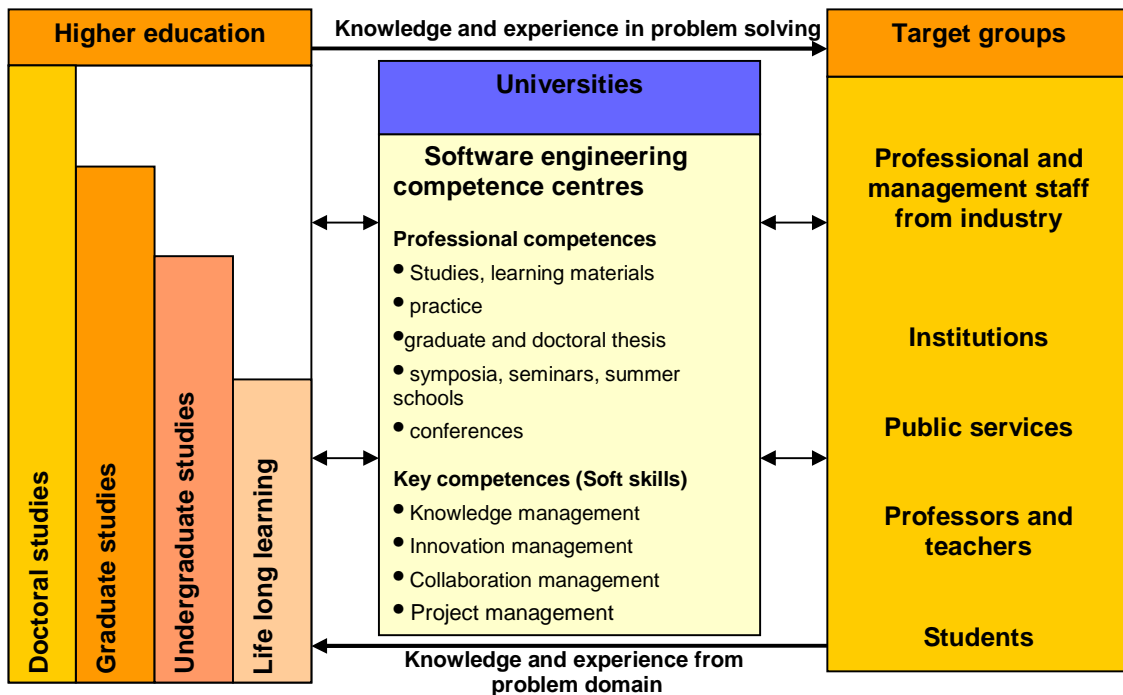 Higher education
Knowledge and experience in problem solving
Target groups
Doctoral studies
Graduate studies
Undergraduate studies
Life long learning
Universities
Software engineering
competence centres
Professional competences
• Studies, learning materials
• practice
•graduate and doctoral thesis
• symposia, seminars, summer
schools
• conferences
Key competences (Soft skills)
• Knowledge management
• Innovation management
• Collaboration management
• Project management
Professional and
management staff
from industry
Institutions
Public services
Professors and
teachers
Students
Knowledge and experience from
problem domain